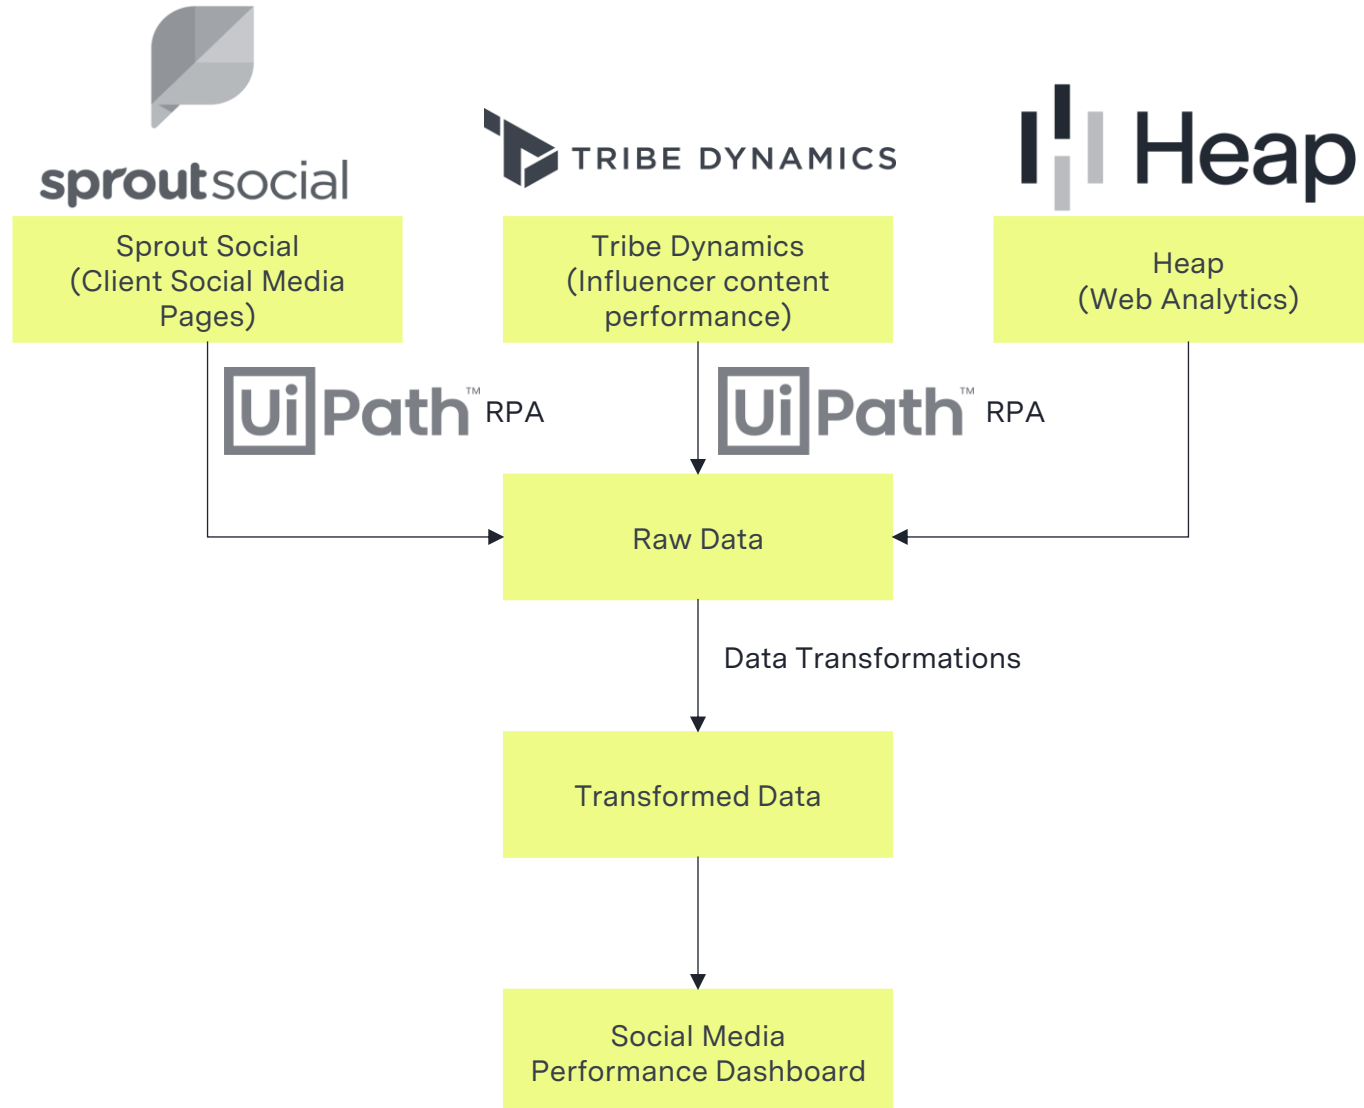 sproutsocial
TRIBE DYNAMICS
Heap
Sprout Social
(Client Social Media
Pages)
Tribe Dynamics
(Influencer content
performance)
Heap
(Web Analytics)
UiPath™ RPA
UiPath™ RPA
Raw Data
Data Transformations
Transformed Data
Social Media
Performance Dashboard